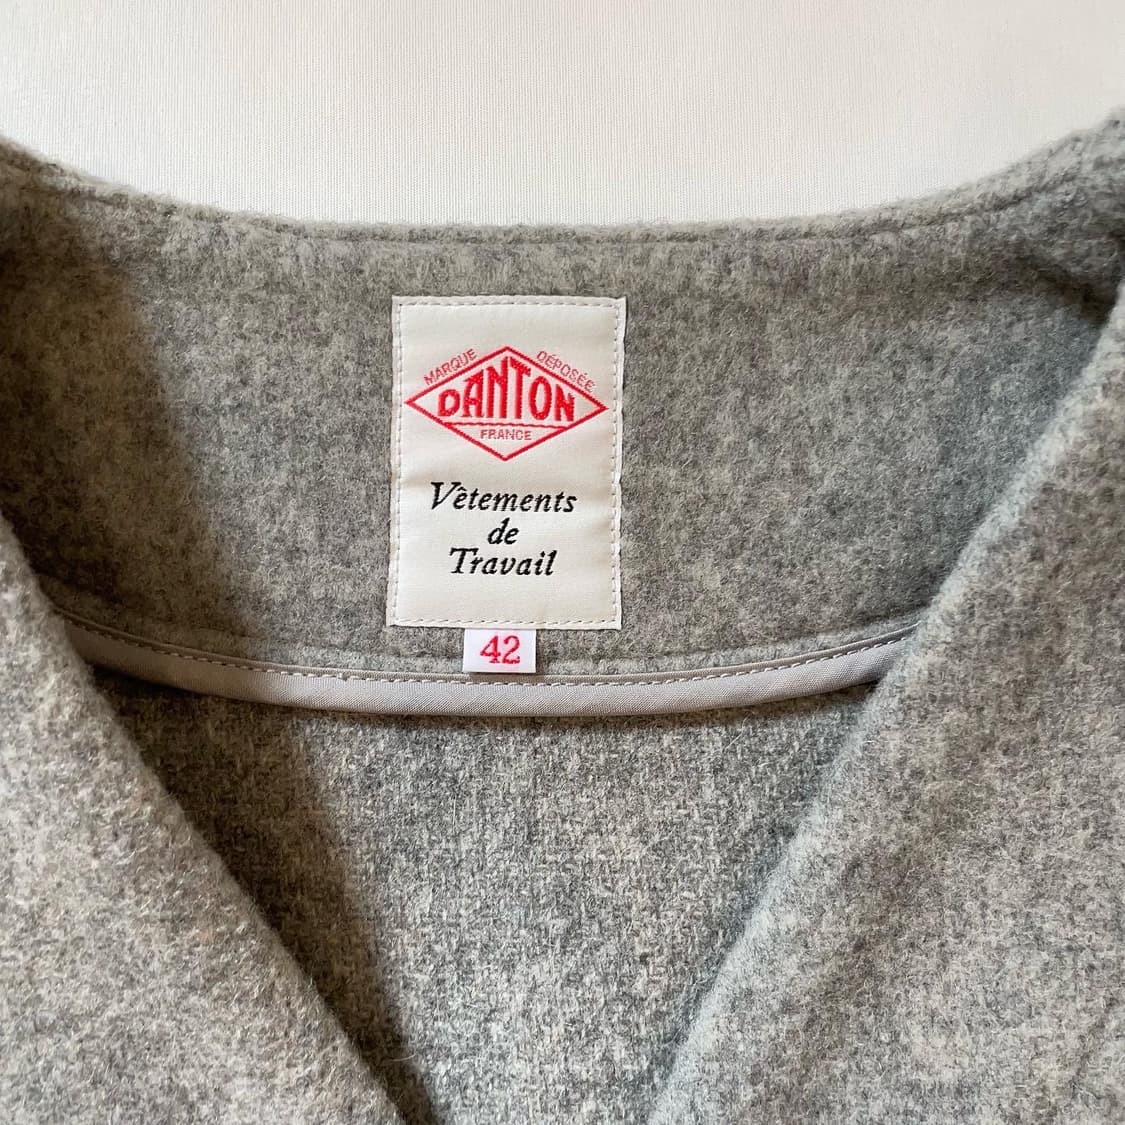 MARQUE DÉPOSÉE
DANTON
FRANCE
Vêtements
de
Travail
42